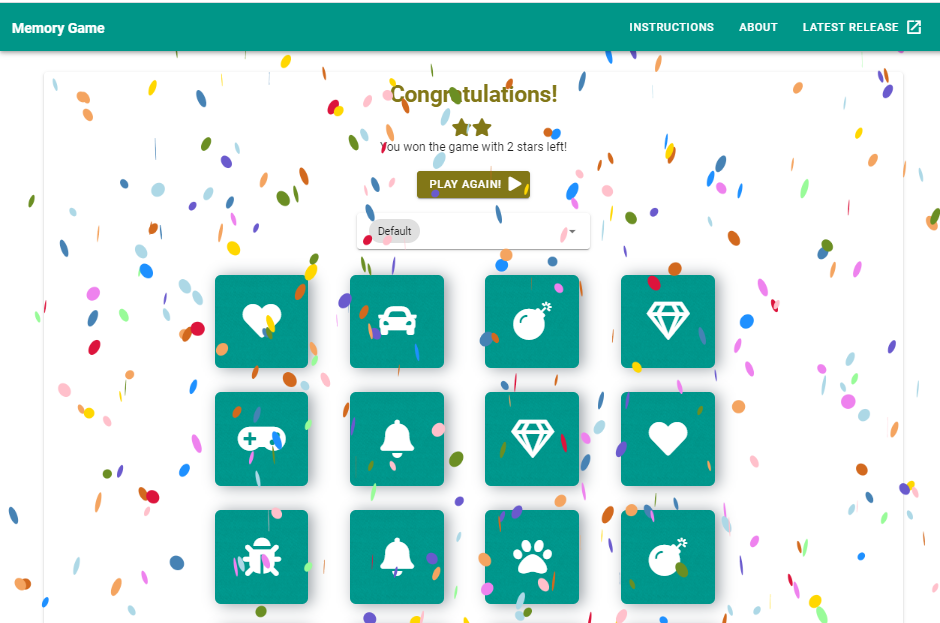 Memory Game
INSTRUCTIONS
ABOUT
LATEST RELEASE
Congratulations!
You won the game with 2 stars left!
PLAY AGAIN!
Default